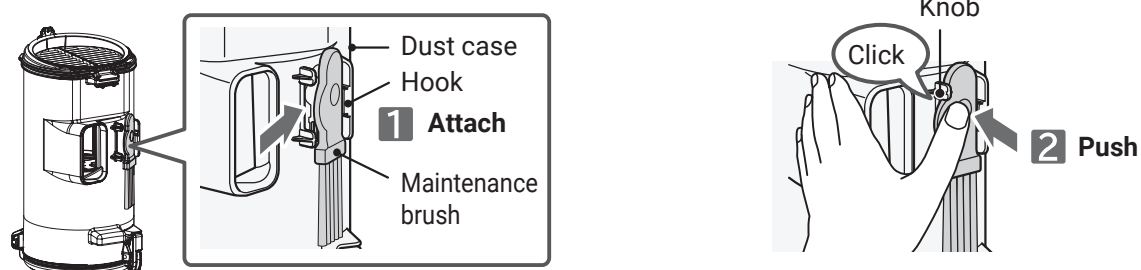 Dust case
Hook
1 Attach
Maintenance
brush
Knob
Click
2 Push